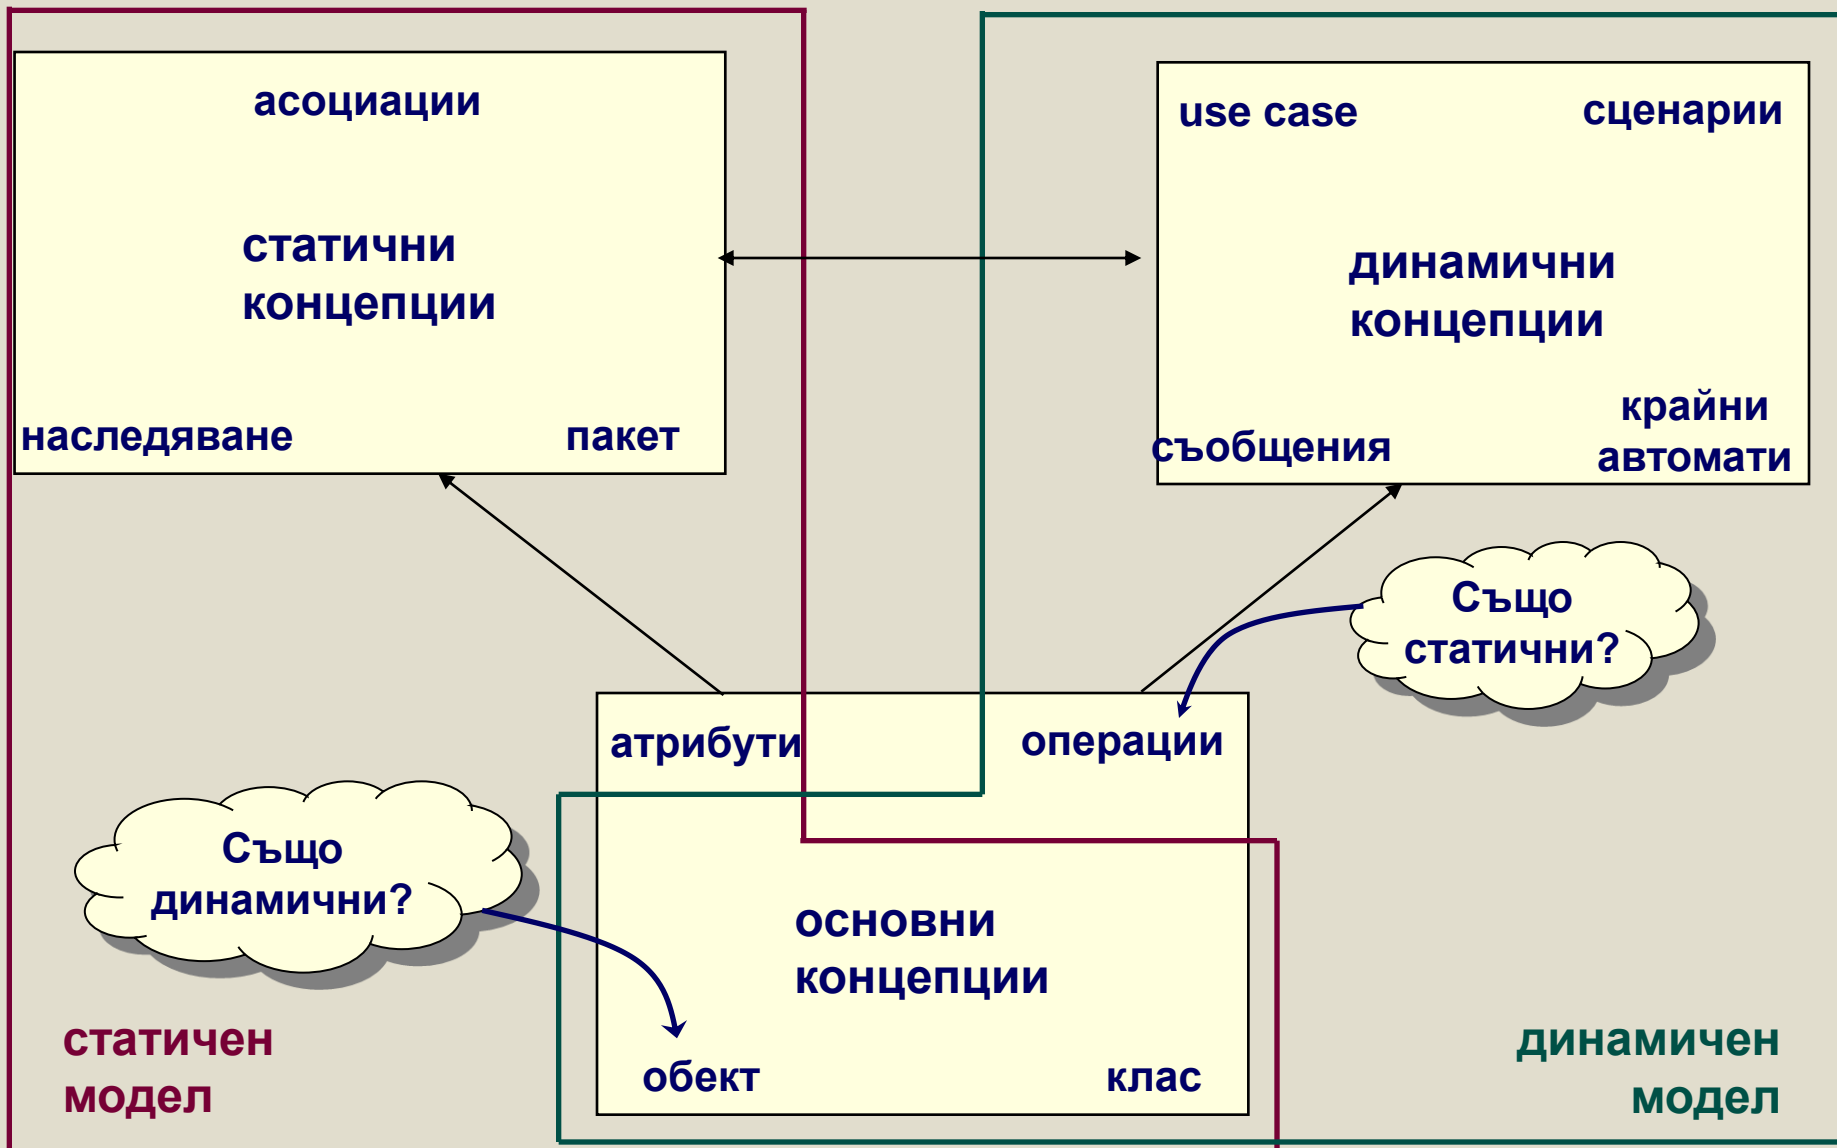 асоциации
статични
концепции
наследяване
пакет
use case
сценарии
динамични
концепции
съобщения
крайни
автомати
Също
статични?
атрибути
операции
Също
динамични?
основни
концепции
обект
клас
статичен
модел
динамичен
модел